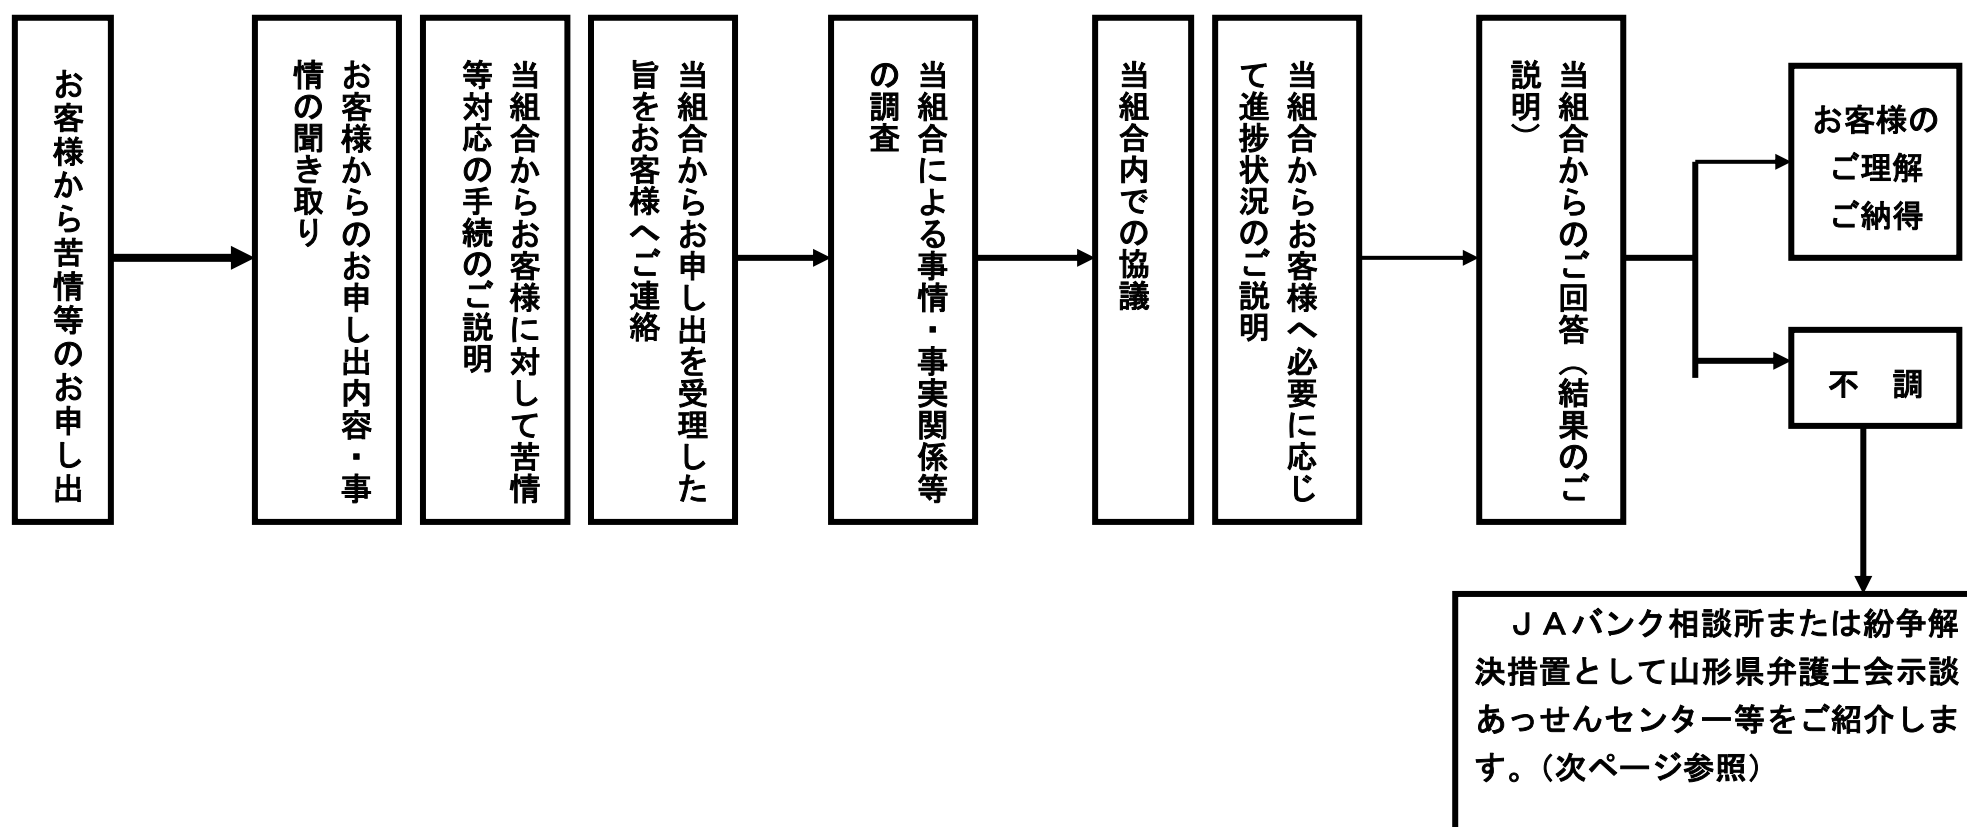 お客様から苦情等のお申し出
お客様からのお申し出内容・事
情の聞き取り
当組合からお客様に対して苦情
等対応の手続のご説明
当組合からお申し出を受理した
旨をお客様へご連絡
当組合による事情・事実関係等
の調査
当組合内での協議
当組合からお客様へ必要に応じ
て進捗状況のご説明
当組合からのご回答（結果のご
説明）
お客様の
ご理解
ご納得
不　調
ＪＡバンク相談所または紛争解
決措置として山形県弁護士会示談
あっせんセンター等をご紹介しま
す。（次ページ参照）